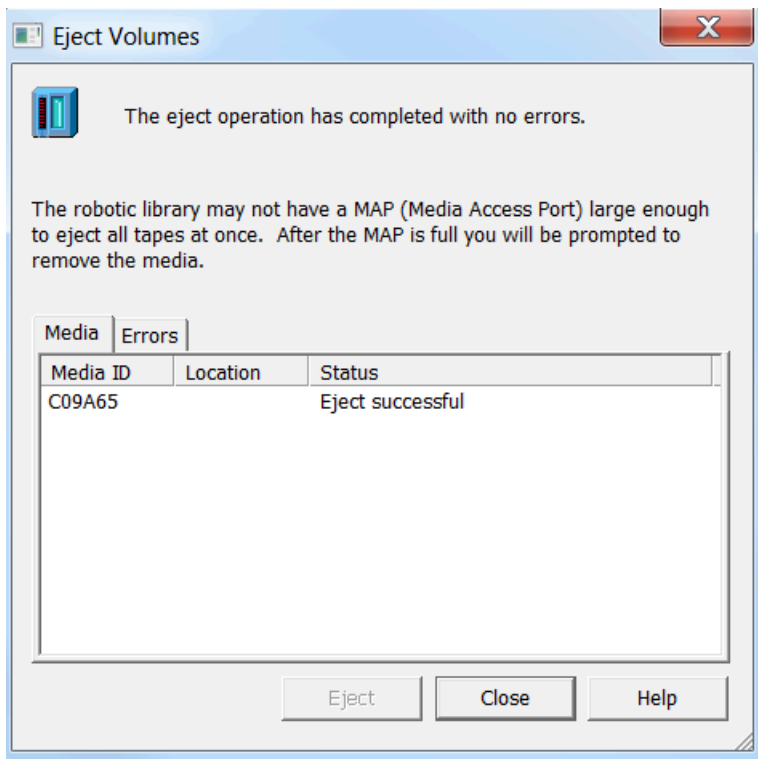 Eject Volumes
X
The eject operation has completed with no errors.
The robotic library may not have a MAP (Media Access Port) large enough
to eject all tapes at once.  After the MAP is full you will be prompted to
remove the media.
Media Errors
Media ID Location Status
C09A65 Eject successful
Eject Close Help